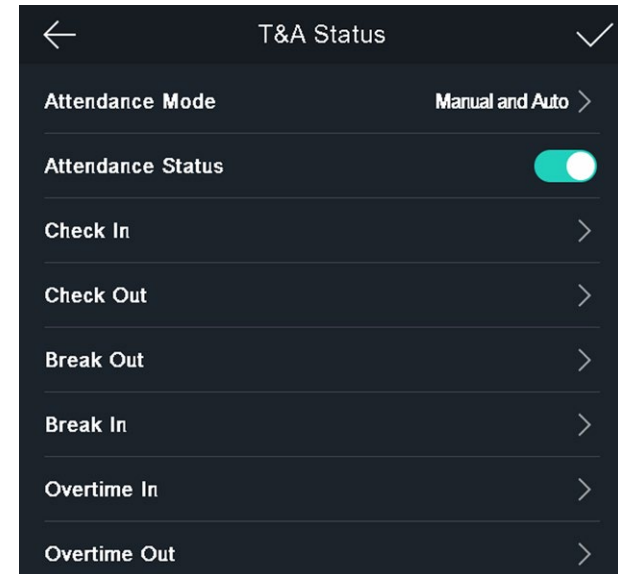 T&A Status
Attendance Mode Manual and Auto
Attendance Status
Check In
Check Out
Break Out
Break In
Overtime In
Overtime Out